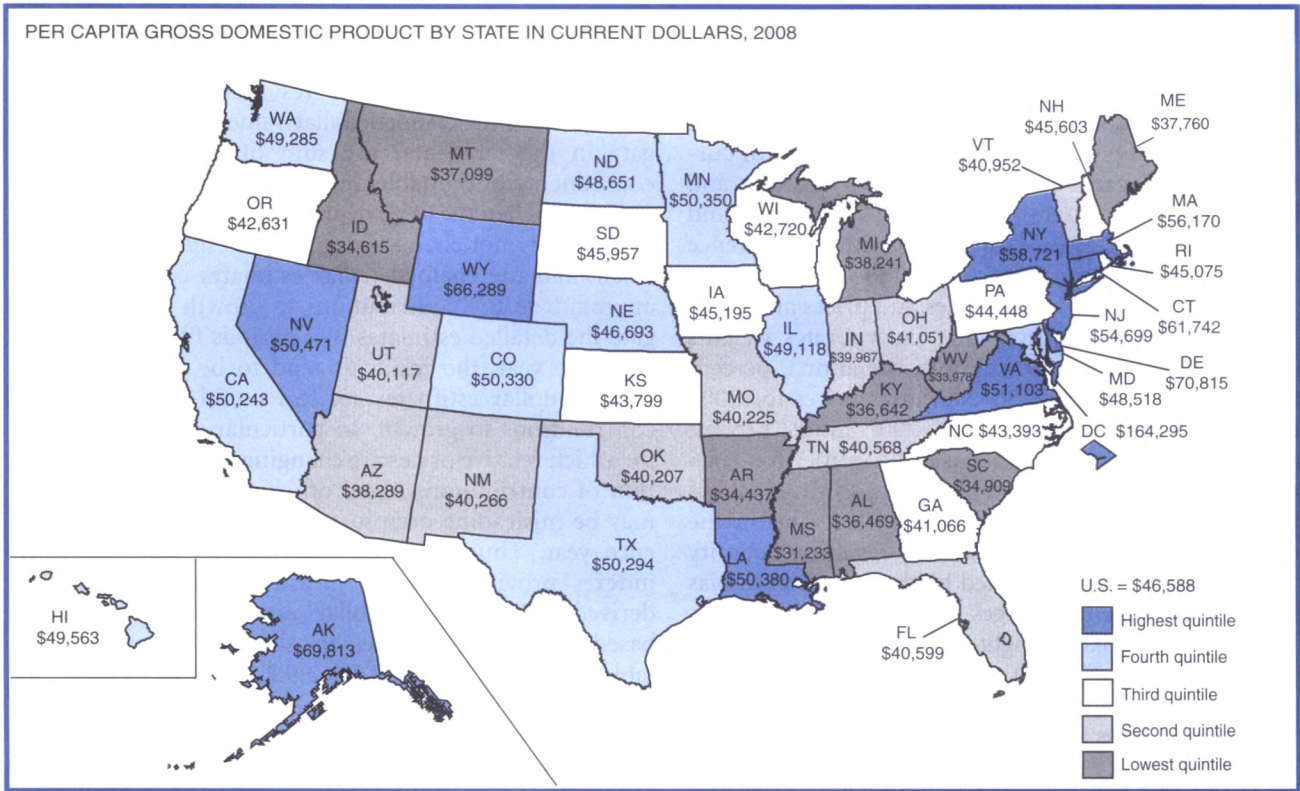 PER CAPITA GROSS DOMESTIC PRODUCT BY STATE IN CURRENT DOLLARS, 2008
WA
$49,285
OR
$42,631
CA
$50,243
NV
$50,471
ID
$34,615
MT
$37,099
WY
$66,289
UT
$40,117
AZ
$38,289
CO
$50,330
NM
$40,266
ND
$48,651
SD
$45,957
NE
$46,693
KS
$43,799
OK
$40,207
TX
$50,294
MN
$50,350
IA
$45,195
MO
$40,225
AR
$34,437
LA
$50,380
WI
$42,720
IL
$49,118
MI
$38,241
IN
$39,967
OH
$41,051
KY
$36,642
TN $40,568
MS
$31,233
AL
$36,469
GA
$41,066
FL
$40,599
SC
$34,909
NC $43,393
WV
$33,978
VA
$51,103
PA
$44,448
NY
$58,721
VT
$40,952
NH
$45,603
ME
$37,760
MA
$56,170
RI
$45,075
CT
$61,742
NJ
$54,699
DE
$70,815
MD
$48,518
DC $164,295
HI
$49,563
AK
$69,813
U.S. = $46,588
Highest quintile
Fourth quintile
Third quintile
Second quintile
Lowest quintile